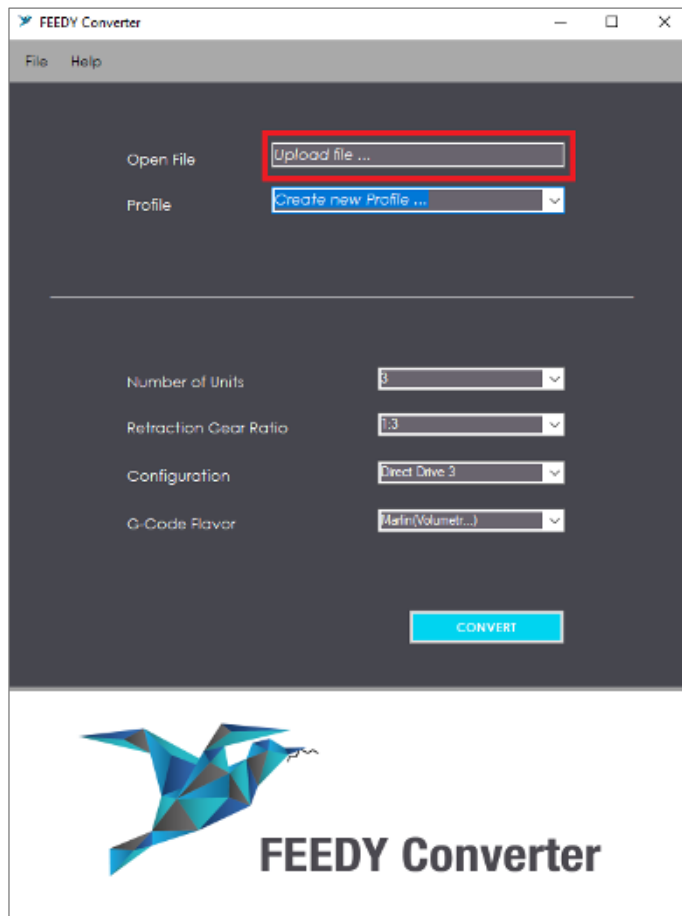 FEEDY Converter
File Help
Open File Upload file ...
Profile Create new Profile ...
Number of Units 3
Retraction Gear Ratio 1:3
Configuration Direct Drive 3
G-Code Flavor Marlin(Volumetr...)
CONVERT
FEEDY Converter